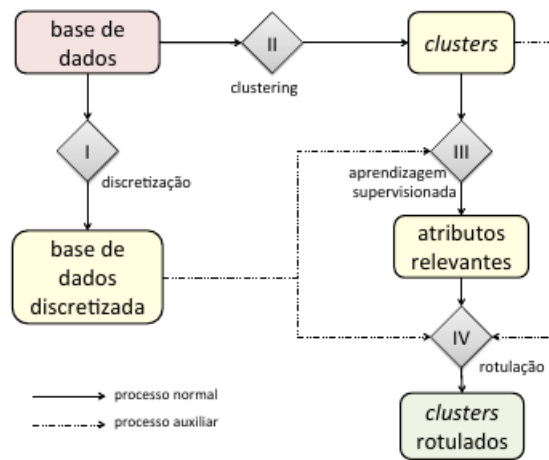 base de
dados
II
clustering
clusters
I
discretização
III
aprendizagem
supervisionada
base de
dados
discretizada
atributos
relevantes
IV
rotulação
processo normal
processo auxiliar
clusters
rotulados